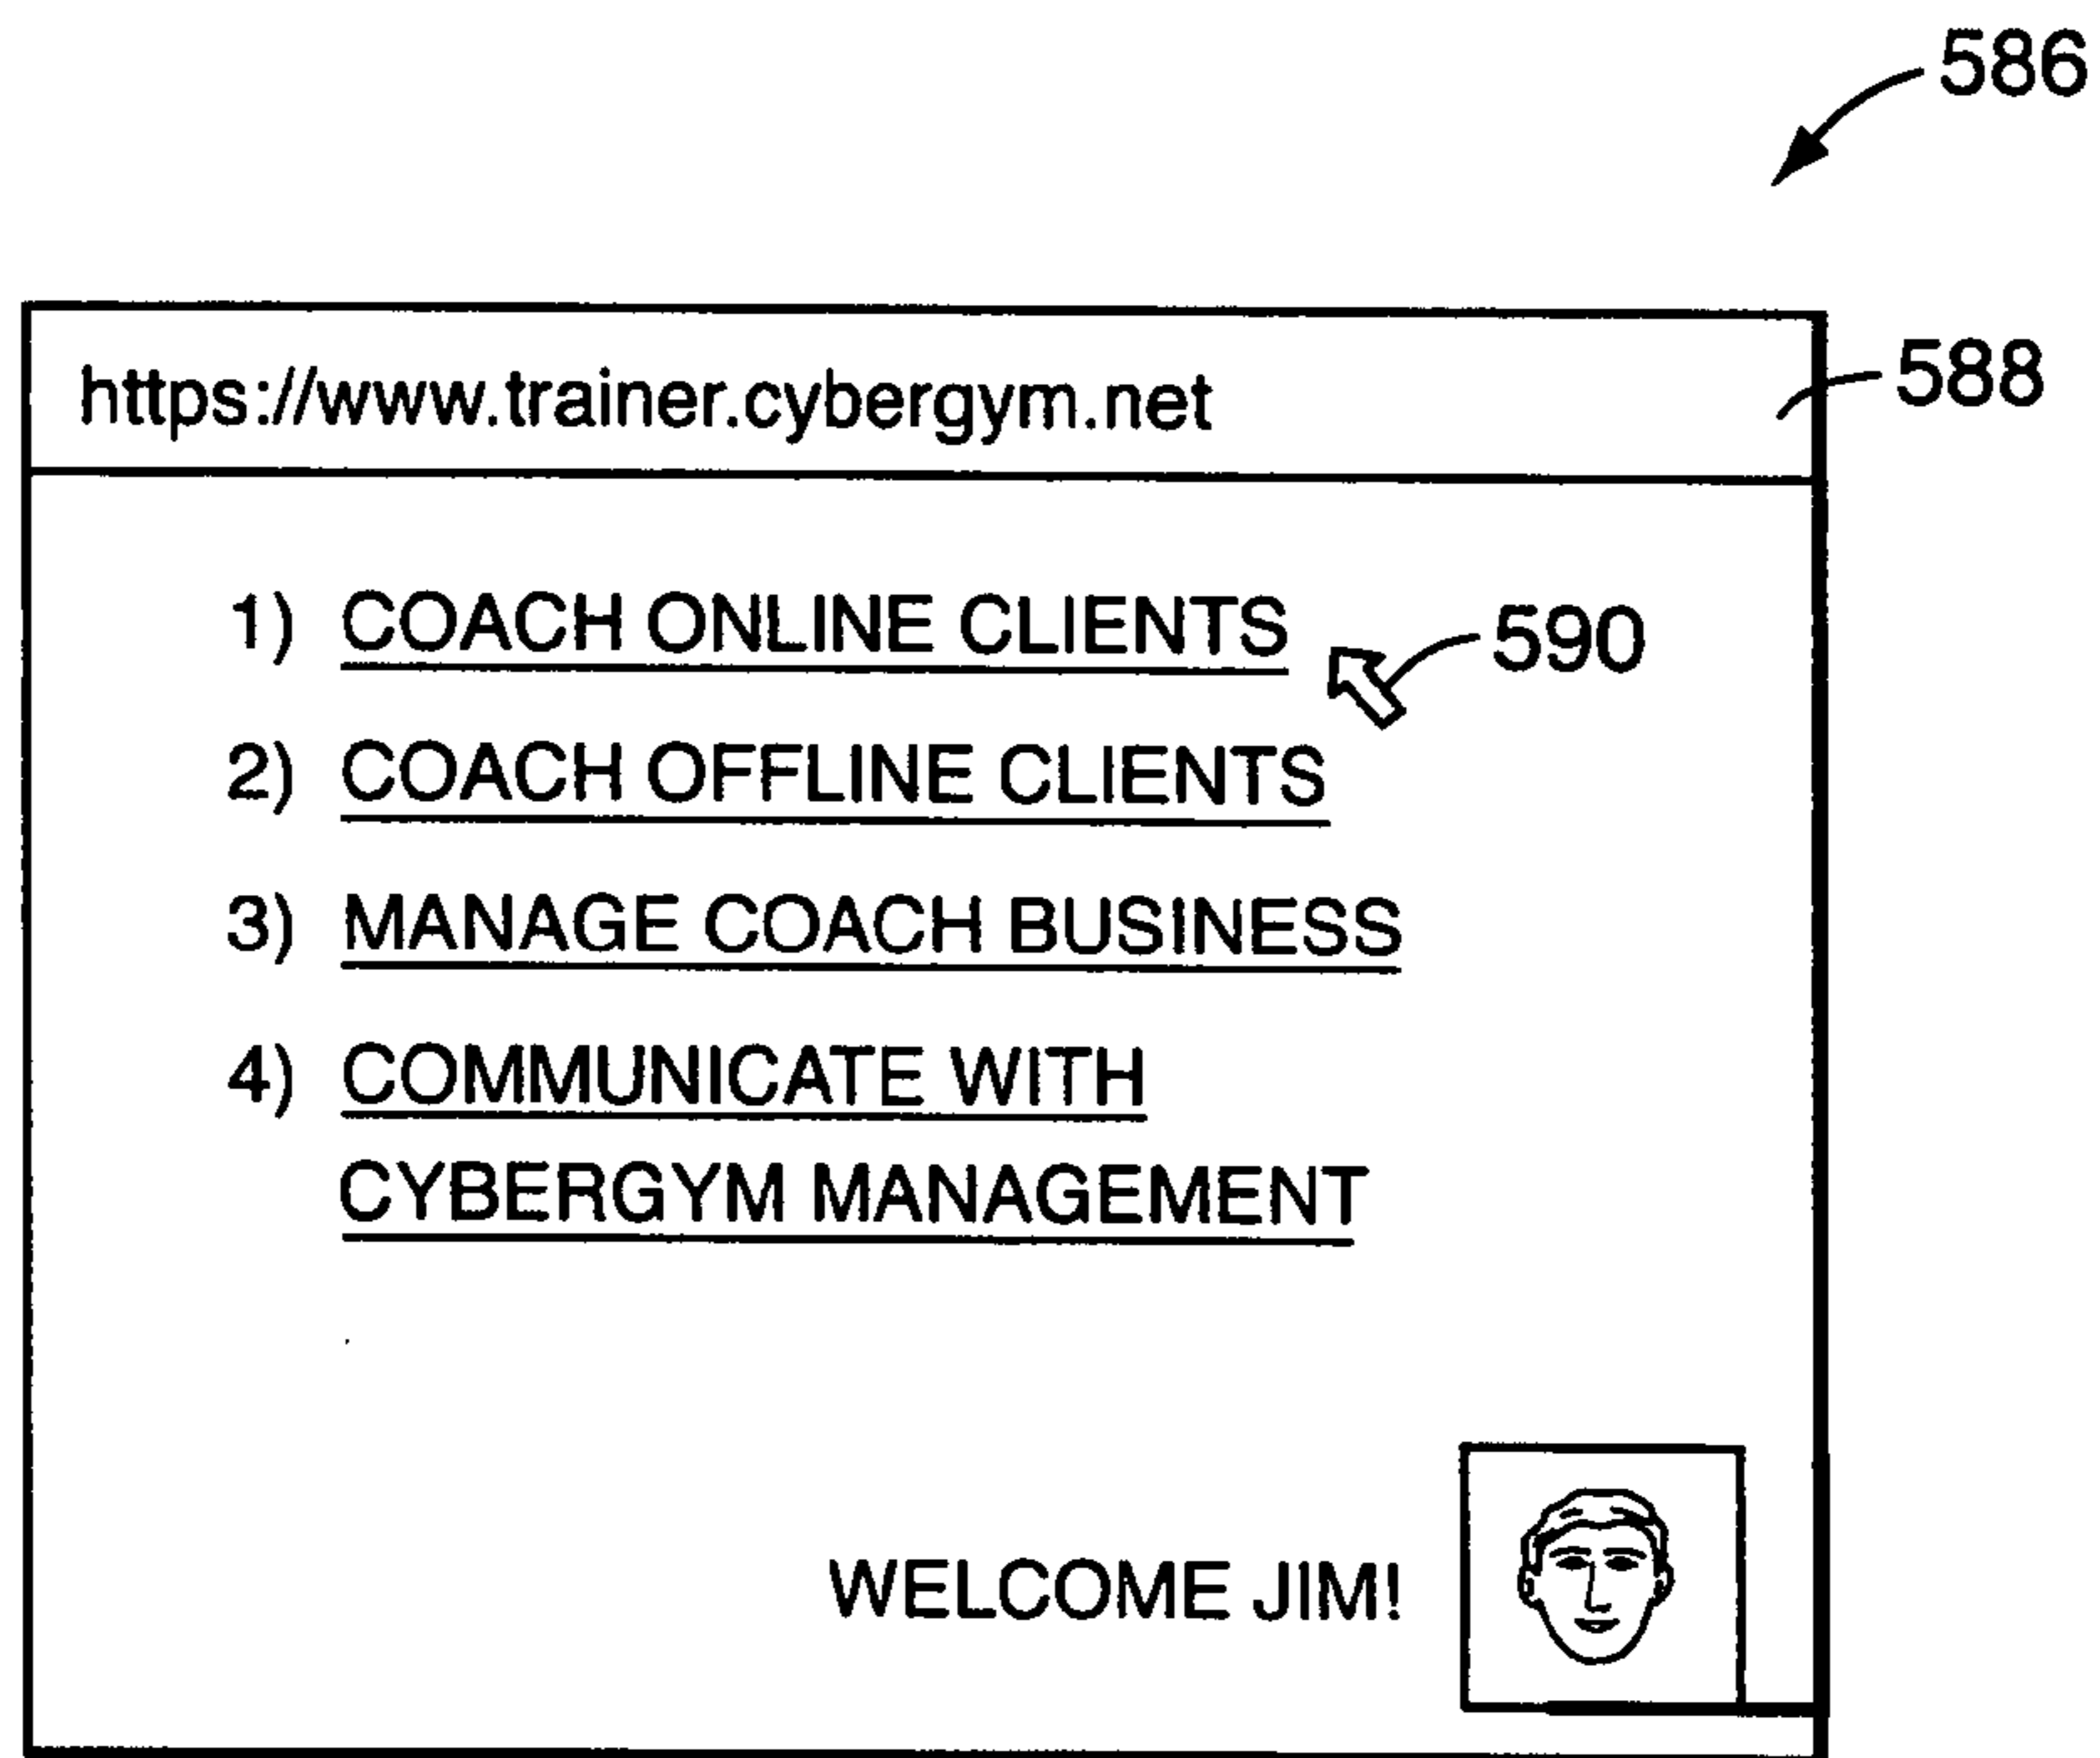 586
https://www.trainer.cybergym.net
588
1) COACH ONLINE CLIENTS
590
2) COACH OFFLINE CLIENTS
3) MANAGE COACH BUSINESS
4) COMMUNICATE WITH
CYBERGYM MANAGEMENT
WELCOME JIM!